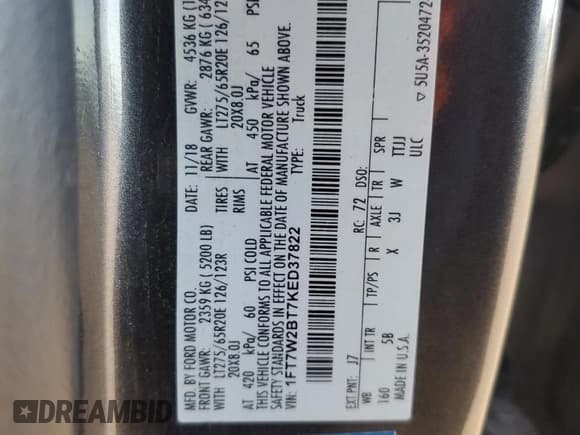 MFD. BY FORD MOTOR CO.
DATE: 11/18 GVWR: 4536 KG
FRONT GAWR: 2359 KG ( 5200 LB) REAR GAWR: 2876 KG ( 634
LT275/65R20E 126/123R TIRES WITH LT275/65R20E 126/12
20X8.0J RIMS 20X8.0J
AT 420 kPa/ 60 PSI COLD AT 450 kPa/ 65 PSI
THIS VEHICLE CONFORMS TO ALL APPLICABLE FEDERAL MOTOR VEHICLE
SAFETY STANDARDS IN EFFECT ON THE DATE OF MANUFACTURE SHOWN ABOVE.
VIN: 1FT7W2BT7KED37822 TYPE: Truck
EXT PNT: J7 RC: 72 DSO:
WB INT TR TP/PS R AXLE TR SPR
160 5B X 3J W TTJJ
MADE IN U.S.A. ULC
▽ 5U5A-3520472-
DREAMBID